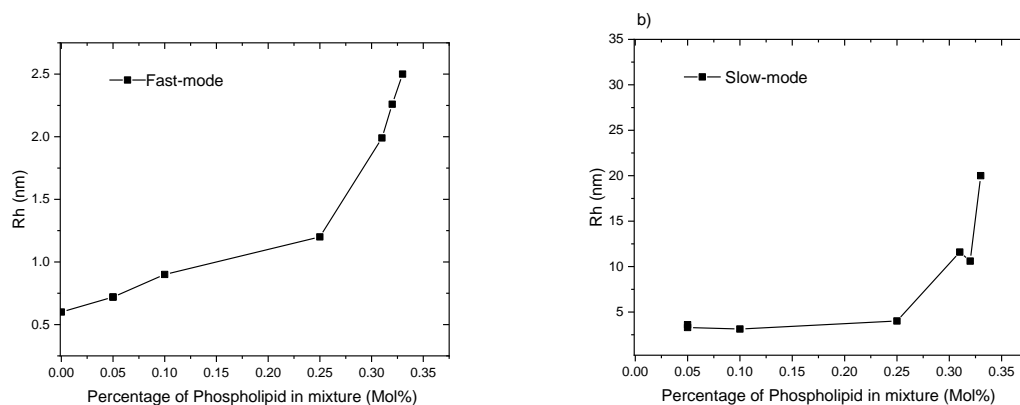 2.5
2.0
1.5
1.0
0.5
Rh (nm)
Fast-mode
0.00 0.05 0.10 0.15 0.20 0.25 0.30 0.35
Percentage of Phospholipid in mixture (Mol%)
b)
35
30
25
20
15
10
5
Rh (nm)
Slow-mode
0.00 0.05 0.10 0.15 0.20 0.25 0.30 0.35
Percentage of Phospholipid in mixture (Mol%)